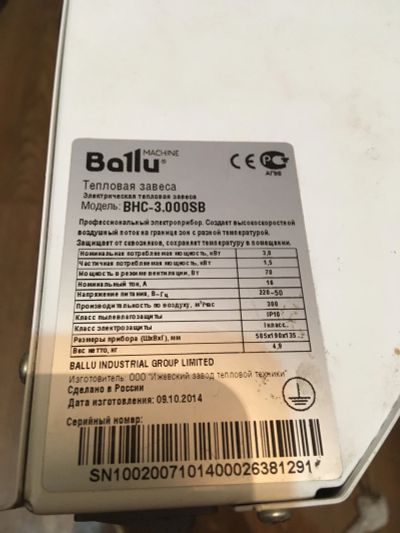 Ballu MACHINE
CE РС
АГ98
Тепловая завеса
Электрическая тепловая завеса
Модель: BHC-3.000SB
Профессиональный электроприбор. Создает высокоскоростной
воздушный поток на границе зон с разной температурой.
Защищает от сквозняков, сохраняет температуру в помещении.
Номинальная потребляемая мощность, кВт 3,0
Частичная потребляемая мощность, кВт 1,5
Мощность в режиме вентиляции, Вт 70
Номинальный ток, А
Напряжение питания, В~Гц 220~50
Производительность по воздуху, м³/час 300
Класс пылевлагозащиты IP10
Класс электрозащиты I класс
Размеры прибора (ШхВхГ), мм 585x190x135
Вес нетто, кг 4,9
BALLU INDUSTRIAL GROUP LIMITED
Изготовитель: ООО "Ижевский завод тепловой техники"
Сделано в России
Дата изготовления: 09.10.2014
Серийный номер:
SN1002007101400026381291